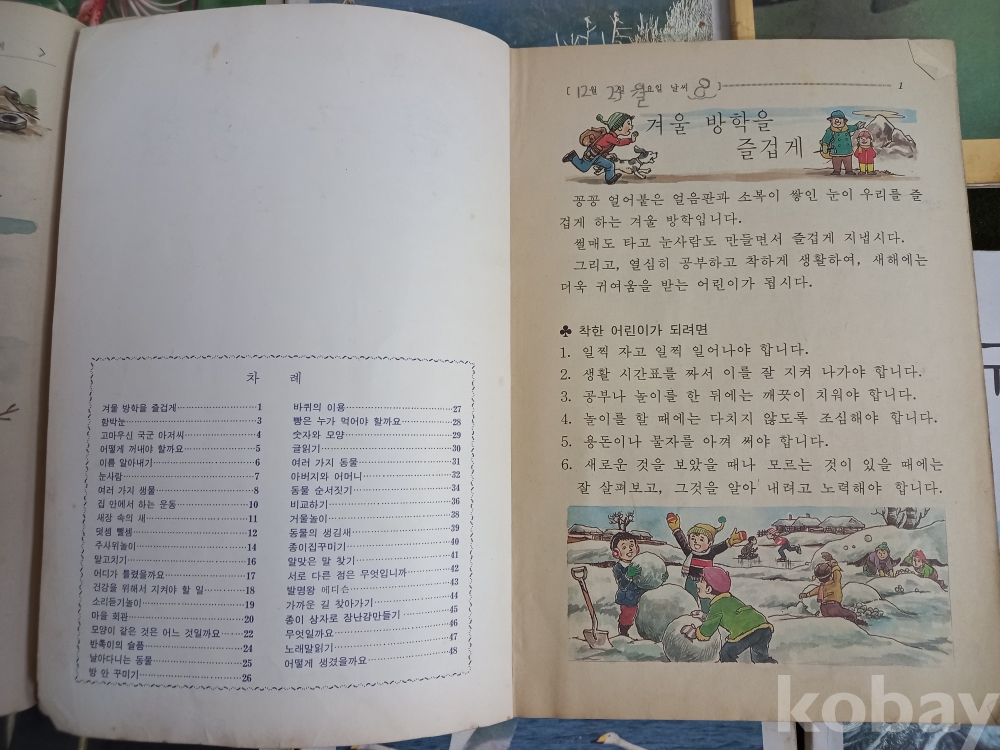 차 례
겨울 방학을 즐겁게 1
함박눈 3
고마우신 국군 아저씨 4
어떻게 꺼내야 할까요 5
이름 알아내기 6
눈사람 7
여러 가지 생물 8
집 안에서 하는 운동 10
새장 속의 새 11
덧셈 뺄셈 12
주사위놀이 14
말고치기 16
어디가 틀렸을까요 17
건강을 위해서 지켜야 할 일 18
소리듣기놀이 19
마을 회관 20
모양이 같은 것은 어느 것일까요 22
반쪽이의 슬픔 24
날아다니는 동물 25
방 안 꾸미기 26
바퀴의 이용 27
빵은 누가 먹어야 할까요 28
숫자와 모양 29
글읽기 30
여러 가지 동물 31
아버지와 어머니 32
동물 순서짓기 34
비교하기 36
거울놀이 38
동물의 생김새 39
종이집꾸미기 40
알맞은 말 찾기 41
서로 다른 점은 무엇입니까 42
발명왕 에디슨 43
가까운 길 찾아가기 44
종이 상자로 장난감만들기 45
무엇일까요 46
노래말읽기 47
어떻게 생겼을까요 48
[ 12월 24일 월요일 날씨 ] 1
겨울 방학을
즐겁게
꽁꽁 얼어붙은 얼음판과 소복이 쌓인 눈이 우리를 즐
겁게 하는 겨울 방학입니다.
썰매도 타고 눈사람도 만들면서 즐겁게 지냅시다.
그리고, 열심히 공부하고 착하게 생활하여, 새해에는
더욱 귀여움을 받는 어린이가 됩시다.
♣ 착한 어린이가 되려면
1. 일찍 자고 일찍 일어나야 합니다.
2. 생활 시간표를 짜서 이를 잘 지켜 나가야 합니다.
3. 공부나 놀이를 한 뒤에는 깨끗이 치워야 합니다.
4. 놀이를 할 때에는 다치지 않도록 조심해야 합니다.
5. 용돈이나 물자를 아껴 써야 합니다.
6. 새로운 것을 보았을 때나 모르는 것이 있을 때에는
잘 살펴보고, 그것을 알아 내려고 노력해야 합니다.
kobay